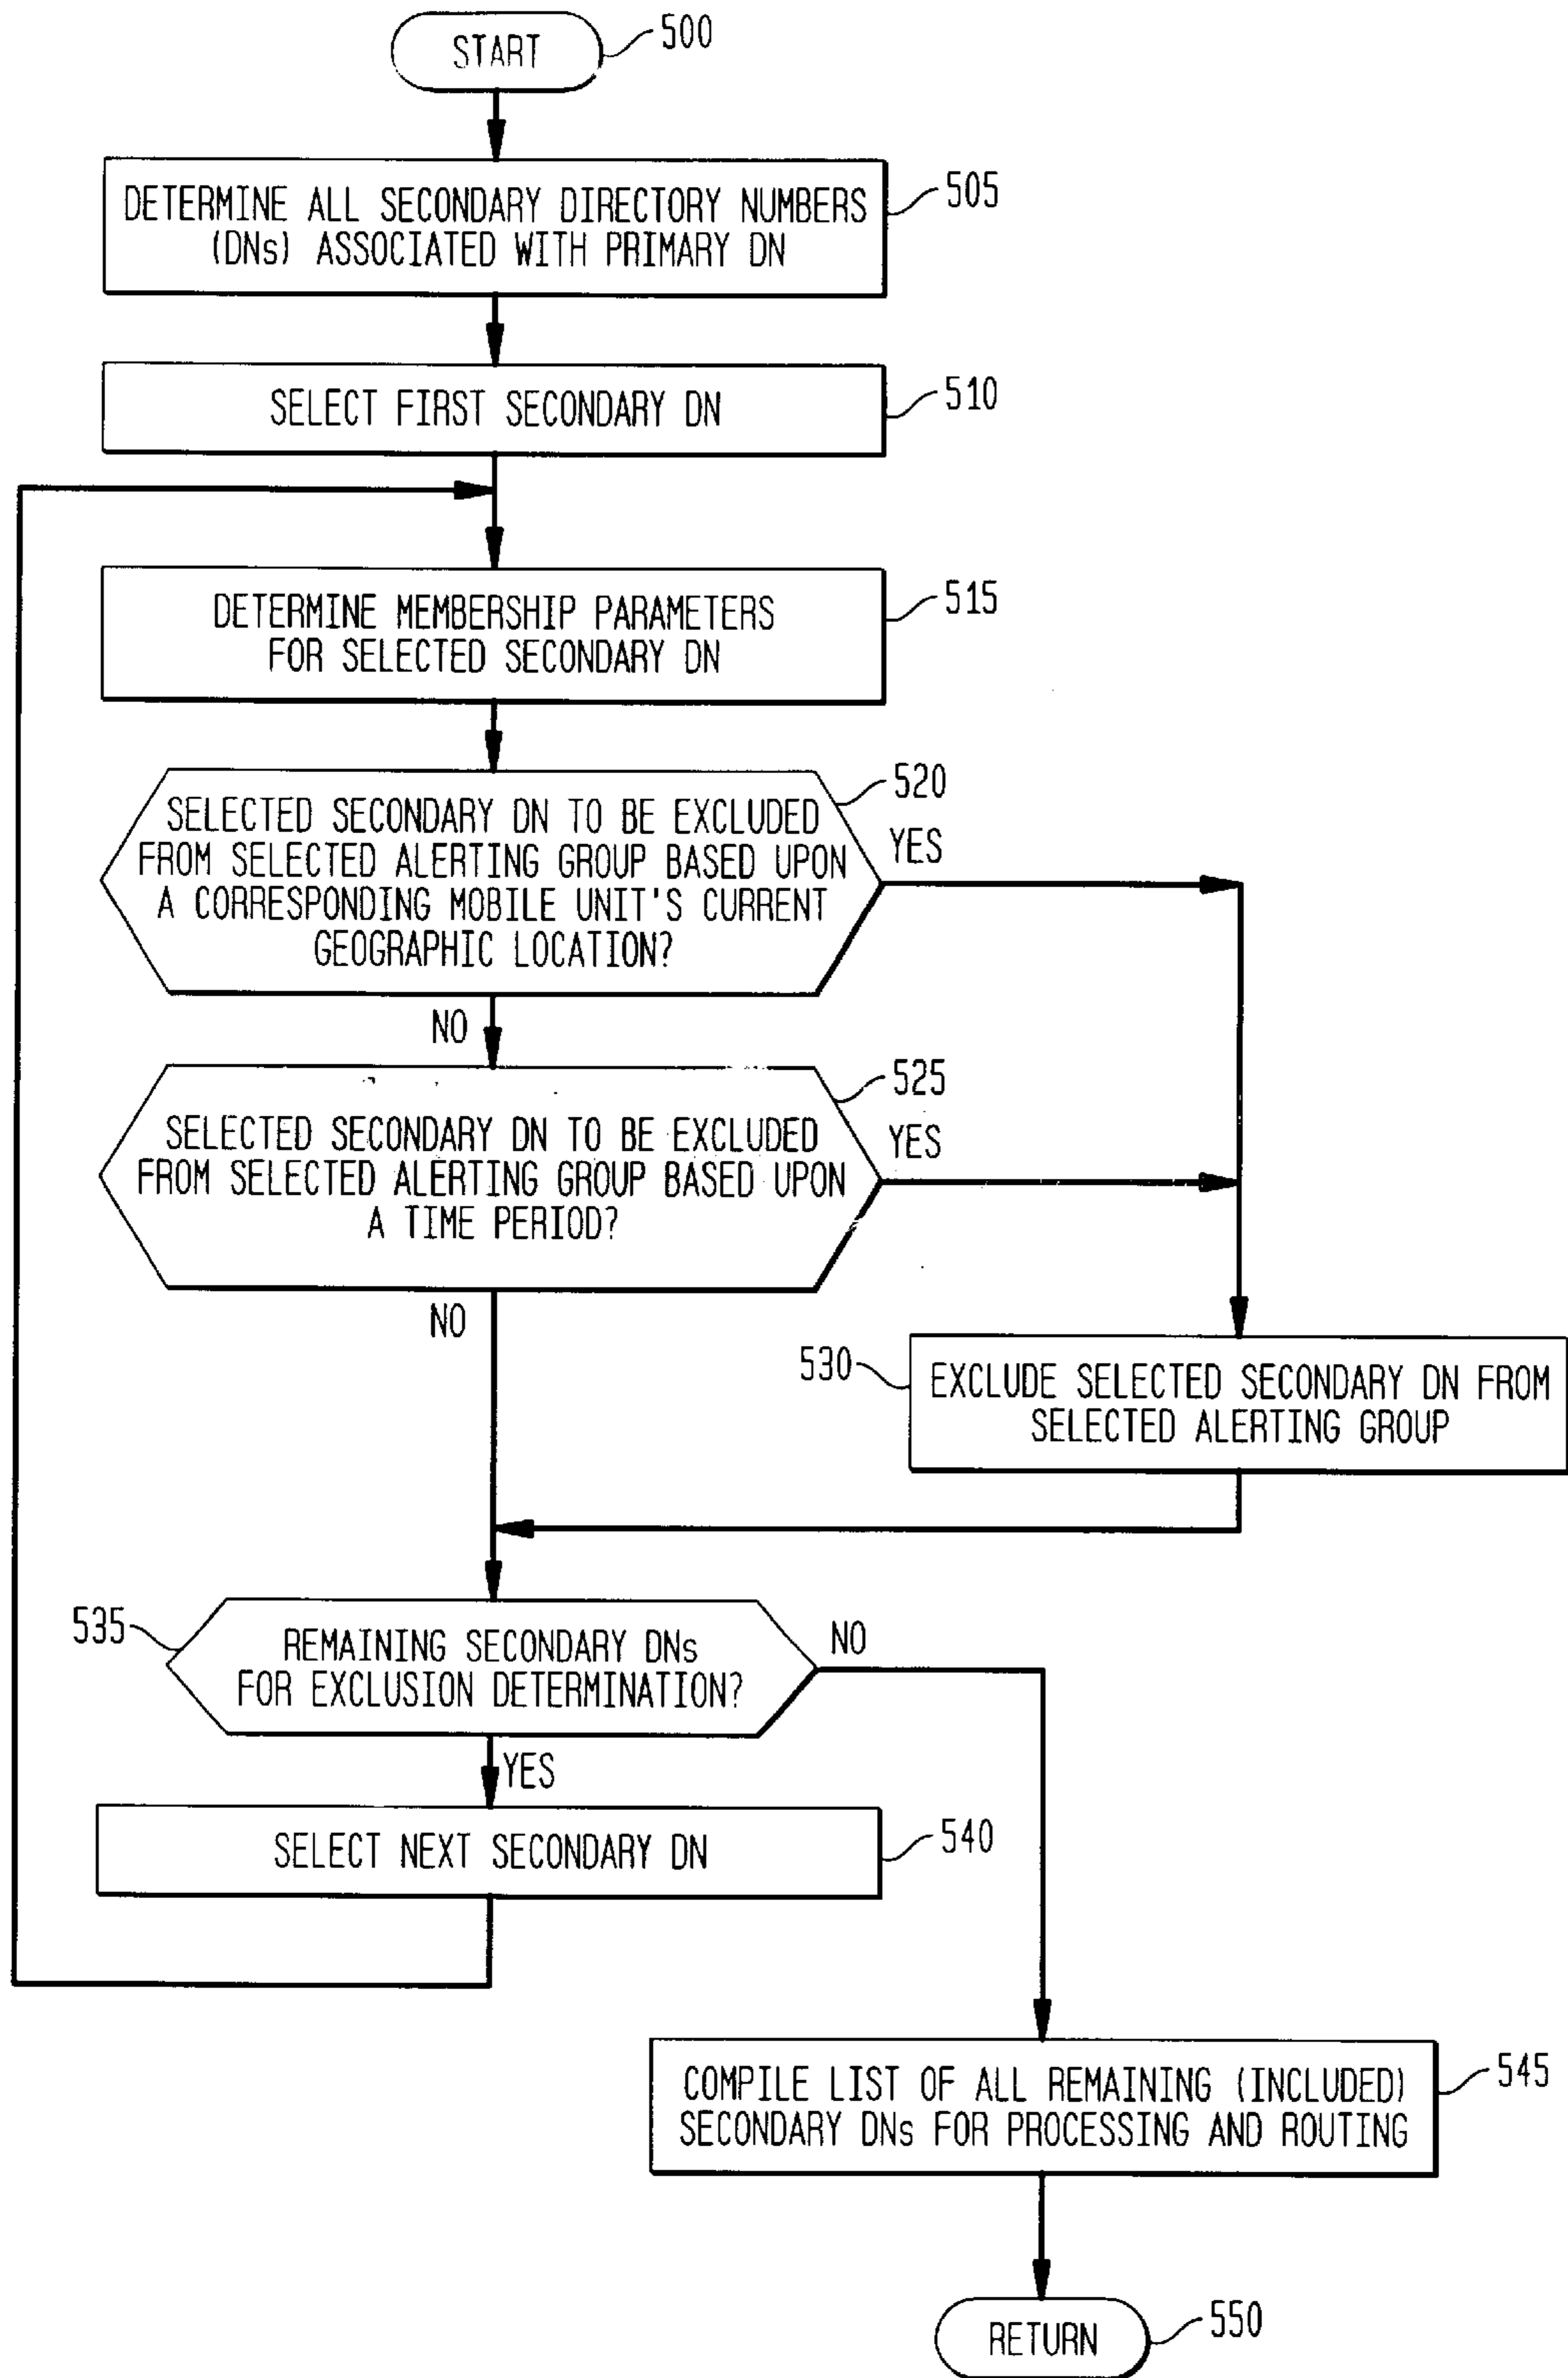 START
500
DETERMINE ALL SECONDARY DIRECTORY NUMBERS
(DNs) ASSOCIATED WITH PRIMARY DN
505
SELECT FIRST SECONDARY DN
510
DETERMINE MEMBERSHIP PARAMETERS
FOR SELECTED SECONDARY DN
515
SELECTED SECONDARY DN TO BE EXCLUDED
FROM SELECTED ALERTING GROUP BASED UPON
A CORRESPONDING MOBILE UNIT'S CURRENT
GEOGRAPHIC LOCATION?
520
YES
NO
SELECTED SECONDARY DN TO BE EXCLUDED
FROM SELECTED ALERTING GROUP BASED UPON
A TIME PERIOD?
525
YES
NO
530
EXCLUDE SELECTED SECONDARY DN FROM
SELECTED ALERTING GROUP
535
REMAINING SECONDARY DNs
FOR EXCLUSION DETERMINATION?
NO
YES
SELECT NEXT SECONDARY DN
540
COMPILE LIST OF ALL REMAINING (INCLUDED)
SECONDARY DNs FOR PROCESSING AND ROUTING
545
RETURN
550